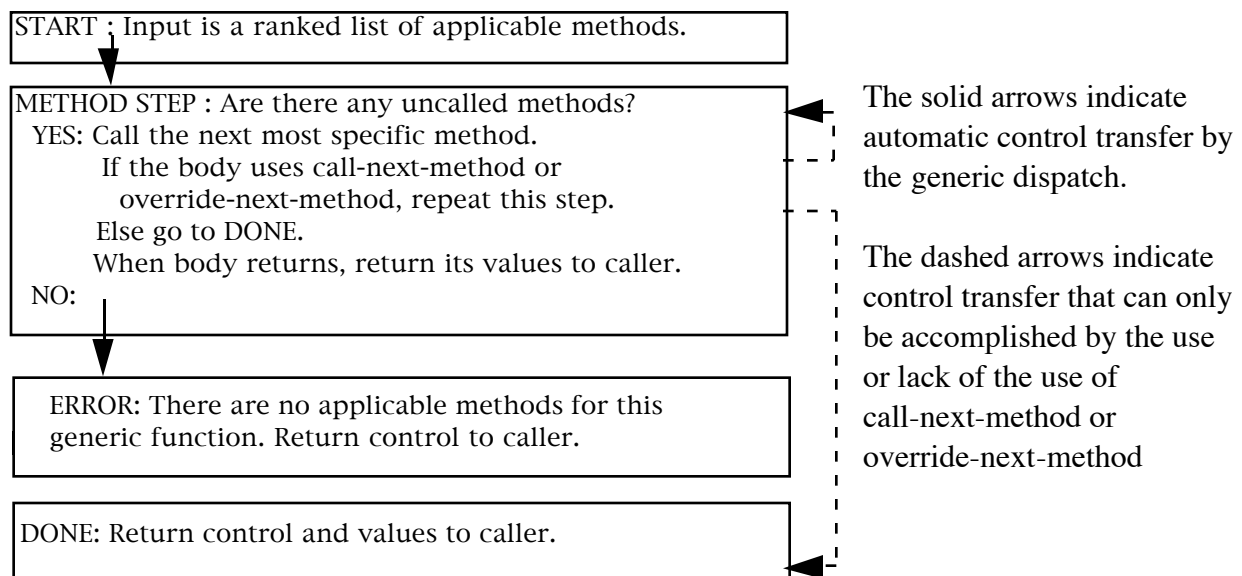 START : Input is a ranked list of applicable methods.
METHOD STEP : Are there any uncalled methods?
YES: Call the next most specific method.
If the body uses call-next-method or
override-next-method, repeat this step.
Else go to DONE.
When body returns, return its values to caller.
NO:
ERROR: There are no applicable methods for this
generic function. Return control to caller.
DONE: Return control and values to caller.
The solid arrows indicate
automatic control transfer by
the generic dispatch.
The dashed arrows indicate
control transfer that can only
be accomplished by the use
or lack of the use of
call-next-method or
override-next-method